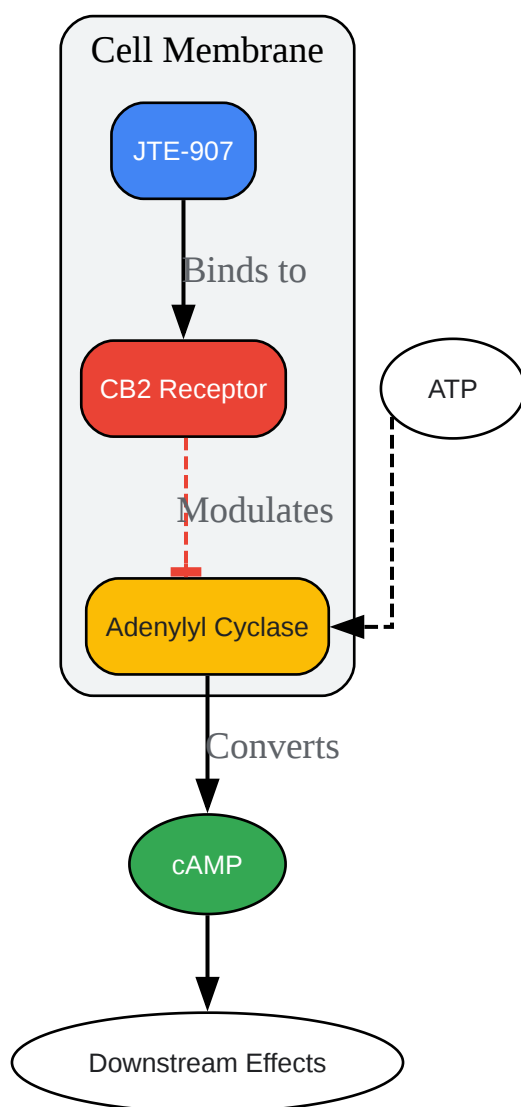 Cell Membrane
JTE-907
Binds to
CB2 Receptor
ATP
Modulates
Adenylyl Cyclase
Converts
cAMP
Downstream Effects